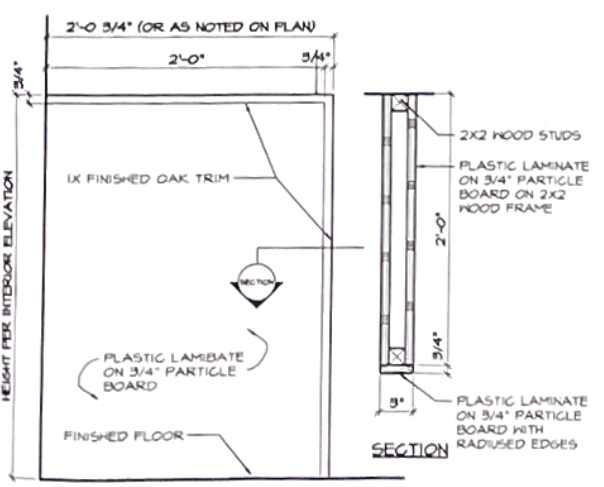 2'-0 3/4" (OR AS NOTED ON PLAN)
2'-0"
3/4"
3/4"
1X FINISHED OAK TRIM
HEIGHT PER INTERIOR ELEVATION
SECTION
PLASTIC LAMIBATE
ON 3/4" PARTICLE
BOARD
FINISHED FLOOR
2X2 WOOD STUDS
PLASTIC LAMINATE
ON 3/4" PARTICLE
BOARD ON 2X2
WOOD FRAME
2'-0"
3/4"
3"
PLASTIC LAMINATE
ON 3/4" PARTICLE
BOARD WITH
RADIUSED EDGES
SECTION